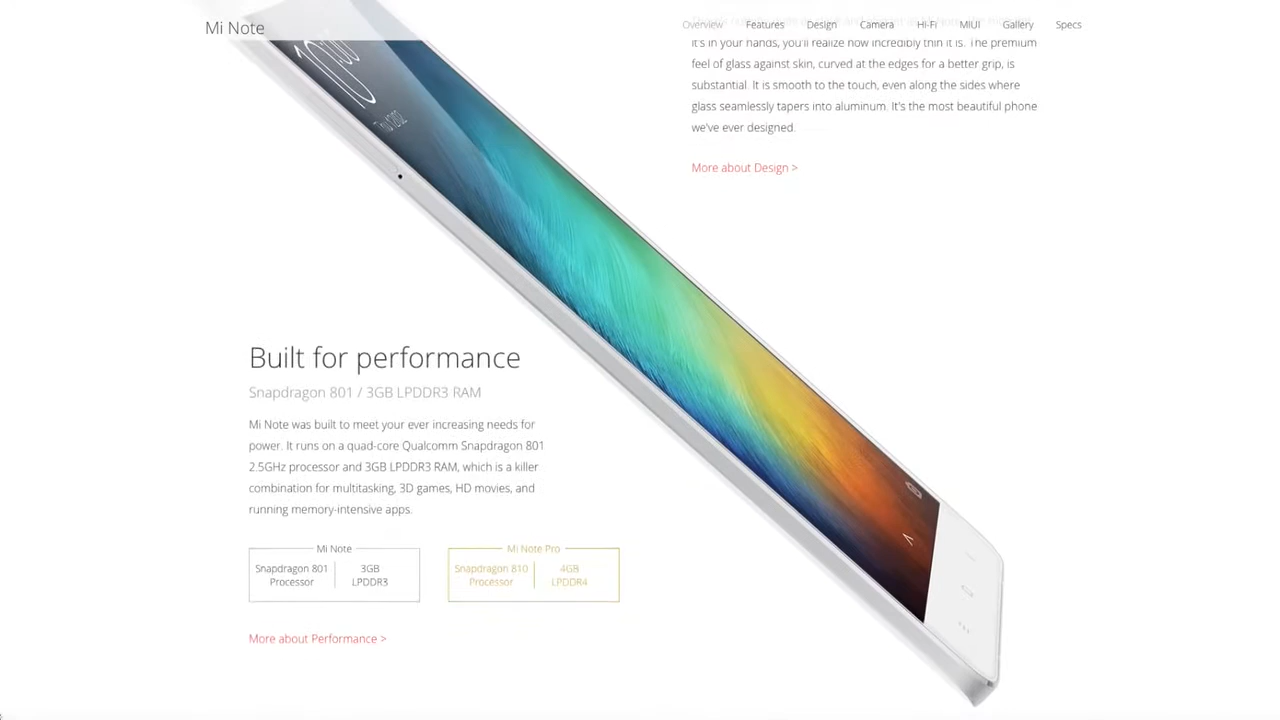 Mi Note
Overview Features Design Camera Hi-Fi MIUI Gallery Specs
it's in your hands, you'll realize how incredibly thin it is. The premium
feel of glass against skin, curved at the edges for a better grip, is
substantial. It is smooth to the touch, even along the sides where
glass seamlessly tapers into aluminum. It's the most beautiful phone
we've ever designed.
More about Design >
Built for performance
Snapdragon 801 / 3GB LPDDR3 RAM
Mi Note was built to meet your ever increasing needs for
power. It runs on a quad-core Qualcomm Snapdragon 801
2.5GHz processor and 3GB LPDDR3 RAM, which is a killer
combination for multitasking, 3D games, HD movies, and
running memory-intensive apps.
Mi Note
Snapdragon 801
Processor
3GB
LPDDR3
Mi Note Pro
Snapdragon 810
Processor
4GB
LPDDR4
More about Performance >